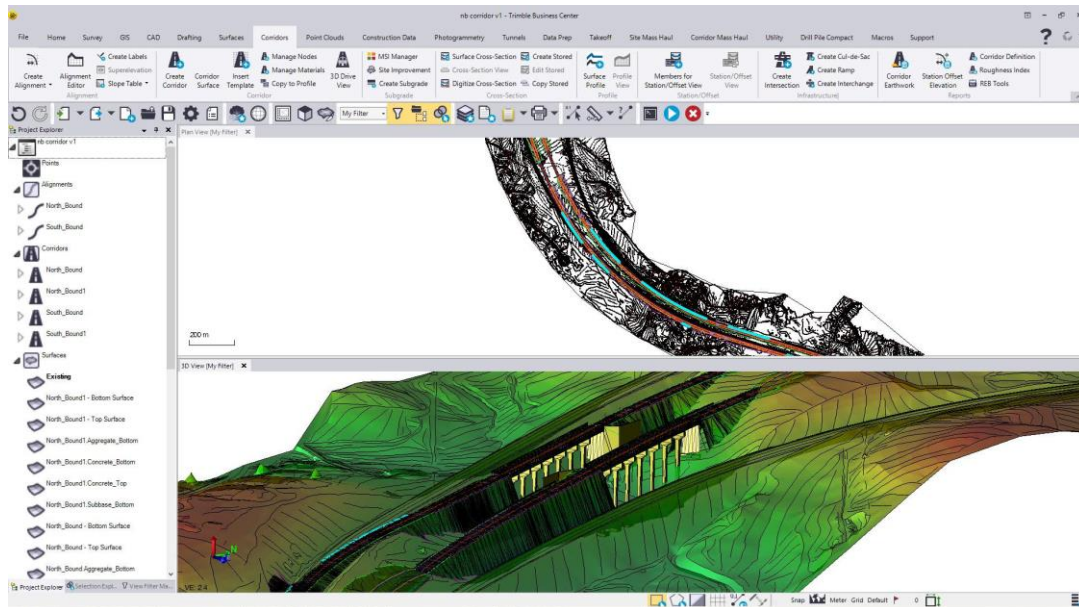 nb corridor v1 - Trimble Business Center
File Home Survey GIS CAD Drafting Surfaces Corridors Point Clouds Construction Data Photogrammetry Tunnels Data Prep Takeoff Site Mass Haul Corridor Mass Haul Utility Drill Pile Compact Macros Support
Create Alignment
Alignment Editor
Create Labels
Superelevation
Slope Table
Alignment
Create Corridor
Corridor Surface
Insert Template
Manage Nodes
Manage Materials
Copy to Profile
3D Drive View
Corridor
MSI Manager
Site Improvement
Create Subgrade
Subgrade
Surface Cross-Section
Cross-Section View
Digitize Cross-Section
Create Stored
Edit Stored
Copy Stored
Cross-Section
Surface Profile
Profile View
Profile
Members for Station/Offset View
Station/Offset View
Station/Offset
Create Intersection
Create Cul-de-Sac
Create Ramp
Create Interchange
Infrastructure
Corridor Earthwork
Station Offset Elevation
Corridor Definition
Roughness Index
REB Tools
Reports
My Filter
Project Explorer
nb corridor v1
Points
Alignments
North_Bound
South_Bound
Corridors
North_Bound
North_Bound1
South_Bound
South_Bound1
Surfaces
Existing
North_Bound1 - Bottom Surface
North_Bound1 - Top Surface
North_Bound1.Aggregate_Bottom
North_Bound1.Concrete_Bottom
North_Bound1.Concrete_Top
North_Bound1.Subbase_Bottom
North_Bound - Bottom Surface
North_Bound - Top Surface
North_Bound.Aggregate_Bottom
Project Explorer Selection Expl... View Filter Ma...
Plan View (My Filter)
200 m
3D View (My Filter)
N
VE: 2.4
Snap Meter Grid Default 0